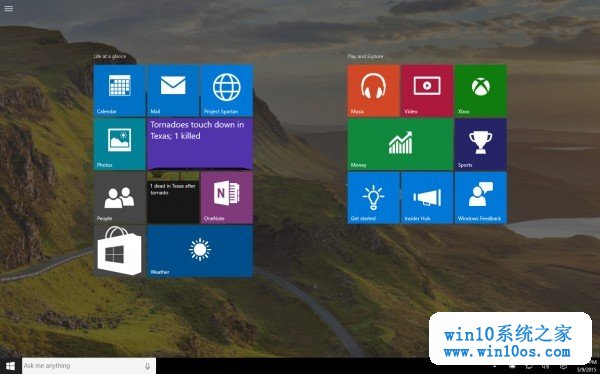 Life at a glance
Play and Explore
Calendar
Mail
Project Spartan
Music
Video
Xbox
Photos
Tornadoes touch down in
Texas; 1 killed
Money
Sports
People
1 dead in Texas after
tornado
OneNote
Get started
Insider Hub
Windows Feedback
Weather
win10系统之家
www.win10os.com
Ask me anything
5/9/2015